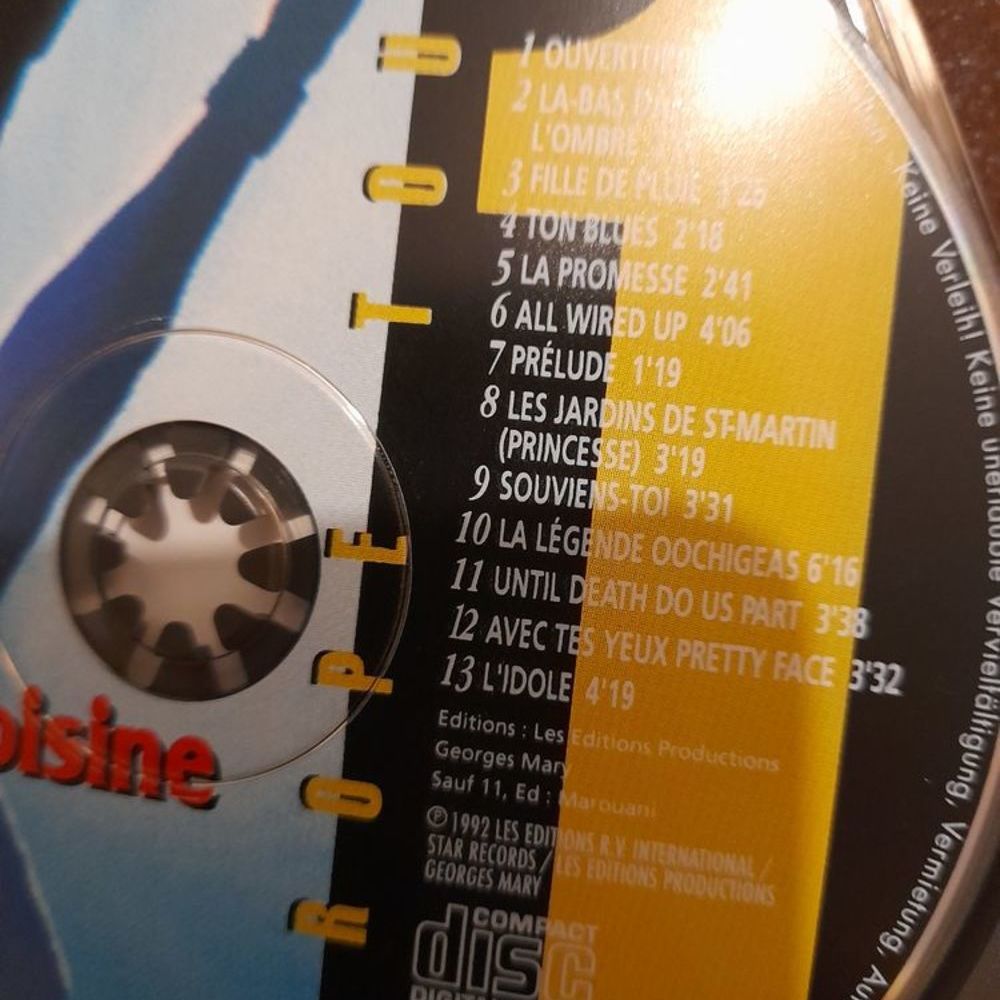 1 OUVERTURE
2 LA-BAS
L'OMBRE
3 FILLE DE PLUIE
4 TON BLUES 2'18
5 LA PROMESSE 2'41
6 ALL WIRED UP 4'06
7 PRÉLUDE 1'19
8 LES JARDINS DE ST-MARTIN
(PRINCESSE) 3'19
9 SOUVIENS-TOI 3'31
10 LA LÉGENDE OOCHIGEAS 6'16
11 UNTIL DEATH DO US PART 3'38
12 AVEC TES YEUX PRETTY FACE 3'32
13 L'IDOLE 4'19
Editions : Les Editions Productions
Georges Mary
Sauf 11, Ed : Marouani
℗ 1992 LES EDITIONS R.V. INTERNATIONAL /
STAR RECORDS / LES EDITIONS PRODUCTIONS
GEORGES MARY
COMPACT
disc
DIGITAL
ROPETOU
oisine
Keine Verleih! Keine unerlaubte Vervielfältigung, Vermietung, Au